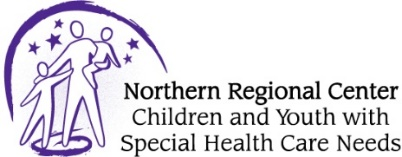 Northern Regional Center
Children and Youth with
Special Health Care Needs